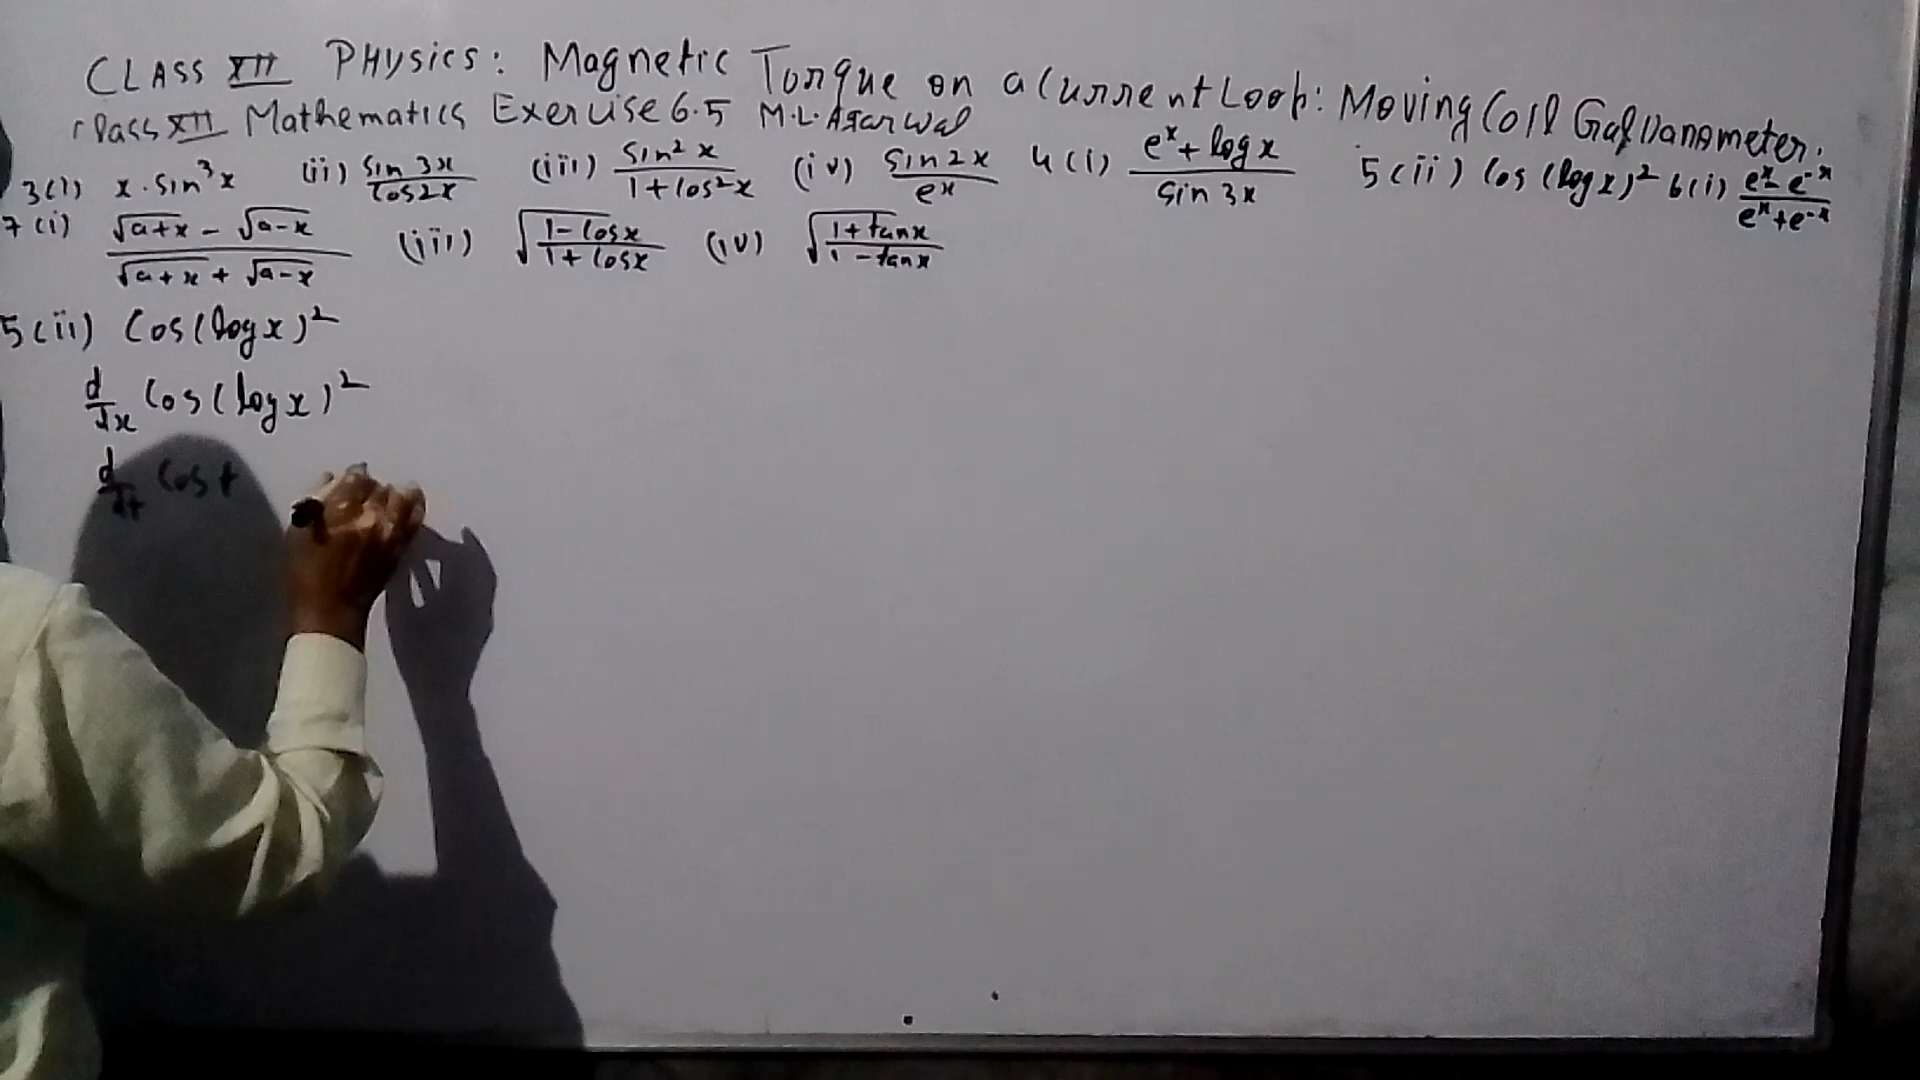 CLASS XII PHysics: Magnetic Torque on a current Loop: Moving Coil Galvanometer.
Class XII Mathematics Exercise 6.5 M.L. Agarwal
3(i) x.sin³x (ii) sin 3x/cos2x (iii) sin²x/1+cos²x (iv) sin2x/eˣ 4(i) eˣ+log x/sin 3x 5(ii) cos(log x)² 6(i) eˣ-e⁻ˣ/eˣ+e⁻ˣ
7(i) √a+x - √a-x/√a+x + √a-x (iii) √1-cosx/1+cosx (iv) √1+tanx/1-tanx
5(ii) Cos(log x)²
d/dx Cos(log x)²
d/dt Cos t